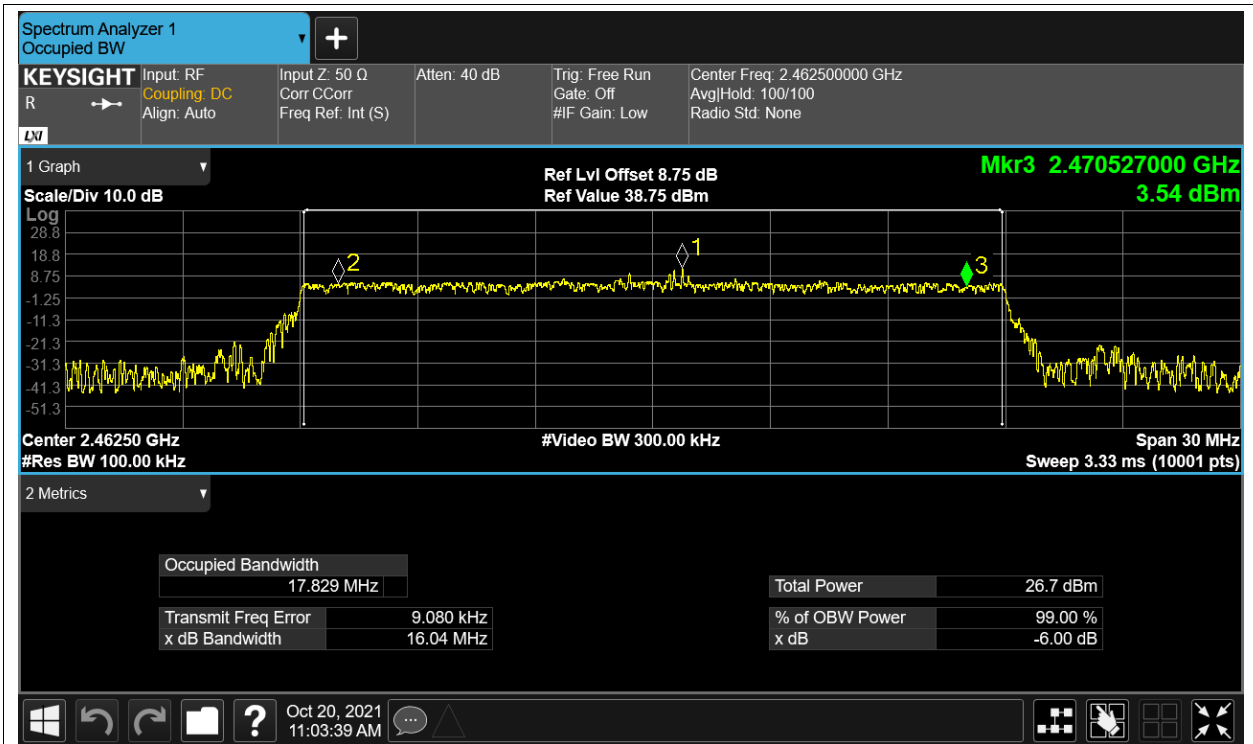 Spectrum Analyzer 1
Occupied BW
KEYSIGHT
R
LXI
Input: RF
Coupling: DC
Align: Auto
Input Z: 50 Ω
Corr CCorr
Freq Ref: Int (S)
Atten: 40 dB
Trig: Free Run
Gate: Off
#IF Gain: Low
Center Freq: 2.462500000 GHz
Avg|Hold: 100/100
Radio Std: None
1 Graph
Scale/Div 10.0 dB
Ref Lvl Offset 8.75 dB
Ref Value 38.75 dBm
Mkr3 2.470527000 GHz
3.54 dBm
Log
28.8
18.8
8.75
-1.25
-11.3
-21.3
-31.3
-41.3
-51.3
2
1
3
Center 2.46250 GHz
#Video BW 300.00 kHz
Span 30 MHz
#Res BW 100.00 kHz
Sweep 3.33 ms (10001 pts)
2 Metrics
Occupied Bandwidth
17.829 MHz
Total Power 26.7 dBm
Transmit Freq Error 9.080 kHz
% of OBW Power 99.00 %
x dB Bandwidth 16.04 MHz
x dB -6.00 dB
?
Oct 20, 2021
11:03:39 AM